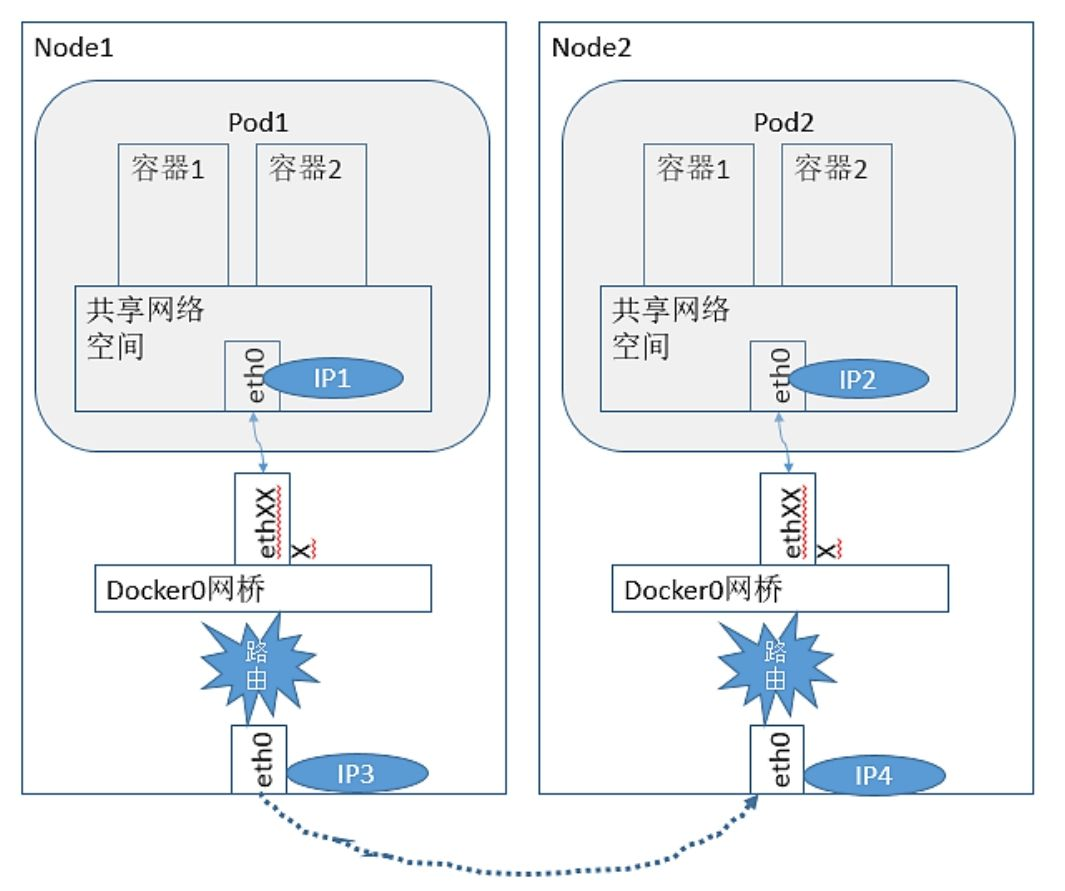 Node1
Pod1
容器1
容器2
共享网络
空间
eth0
IP1
ethXX
X
Docker0网桥
路
由
eth0
IP3
Node2
Pod2
容器1
容器2
共享网络
空间
eth0
IP2
ethXX
X
Docker0网桥
路
由
eth0
IP4